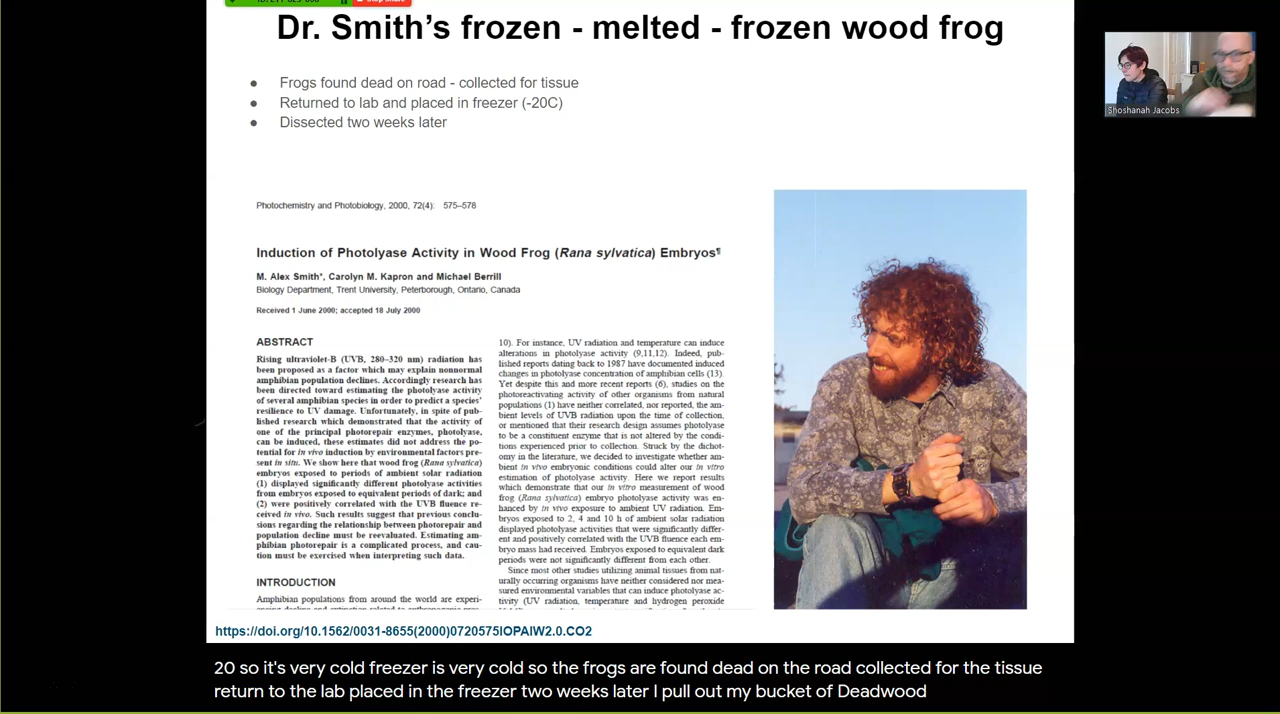 Dr. Smith's frozen - melted - frozen wood frog
● Frogs found dead on road - collected for tissue
● Returned to lab and placed in freezer (-20C)
● Dissected two weeks later
Shoshanah Jacobs
Photochemistry and Photobiology, 2000, 72(4): 575–578
Induction of Photolyase Activity in Wood Frog (Rana sylvatica) Embryos¶
M. Alex Smith*, Carolyn M. Kapron and Michael Berrill
Biology Department, Trent University, Peterborough, Ontario, Canada
Received 1 June 2000; accepted 18 July 2000
ABSTRACT
Rising ultraviolet-B (UVB, 280–320 nm) radiation has
been proposed as a factor which may explain nonnormal
amphibian population declines. Accordingly research has
been directed toward estimating the photolyase activity
of several amphibian species in order to predict a species'
resilience to UV damage. Unfortunately, in spite of pub-
lished research which demonstrated that the activity of
one of the principal photorepair enzymes, photolyase,
can be induced, these estimates did not address the po-
tential for in vivo induction by environmental factors pre-
sent in situ. We show here that wood frog (Rana sylvatica)
embryos exposed to periods of ambient solar radiation
(1) displayed significantly different photolyase activities
from embryos exposed to equivalent periods of dark; and
(2) were positively correlated with the UVB fluence re-
ceived in vivo. Such results suggest that previous conclu-
sions regarding the relationship between photorepair and
population decline must be reevaluated. Estimating am-
phibian photorepair is a complicated process, and cau-
tion must be exercised when interpreting such data.
INTRODUCTION
Amphibian populations from around the world are experi-
10). For instance, UV radiation and temperature can induce
alterations in photolyase activity (9,11,12). Indeed, pub-
lished reports dating back to 1987 have documented induced
changes in photolyase concentration of amphibian cells (13).
Yet despite this and more recent reports (6), studies on the
photoreactivating activity of other organisms from natural
populations (1) have neither correlated, nor reported, the am-
bient levels of UVB radiation upon the time of collection,
or mentioned that their research design assumes photolyase
to be a constituent enzyme that is not altered by the condi-
tions experienced prior to collection. Struck by the dichot-
omy in the literature, we decided to investigate whether am-
bient in vivo embryonic conditions could alter our in vitro
estimation of photolyase activity. Here we report results
which demonstrate that our in vitro measurement of wood
frog (Rana sylvatica) embryo photolyase activity was en-
hanced by in vivo exposure to ambient UV radiation. Em-
bryos exposed to 2, 4 and 10 h of ambient solar radiation
displayed photolyase activities that were significantly differ-
ent and positively correlated with the UVB fluence each em-
bryo mass had received. Embryos exposed to equivalent dark
periods were not significantly different from each other.
Since most other studies utilizing animal tissues from nat-
urally occurring organisms have neither considered nor mea-
sured environmental variables that can induce photolyase ac-
tivity (UV radiation, temperature and hydrogen peroxide
https://doi.org/10.1562/0031-8655(2000)0720575IOPAIW2.0.CO2
20 so it's very cold freezer is very cold so the frogs are found dead on the road collected for the tissue
return to the lab placed in the freezer two weeks later I pull out my bucket of Deadwood